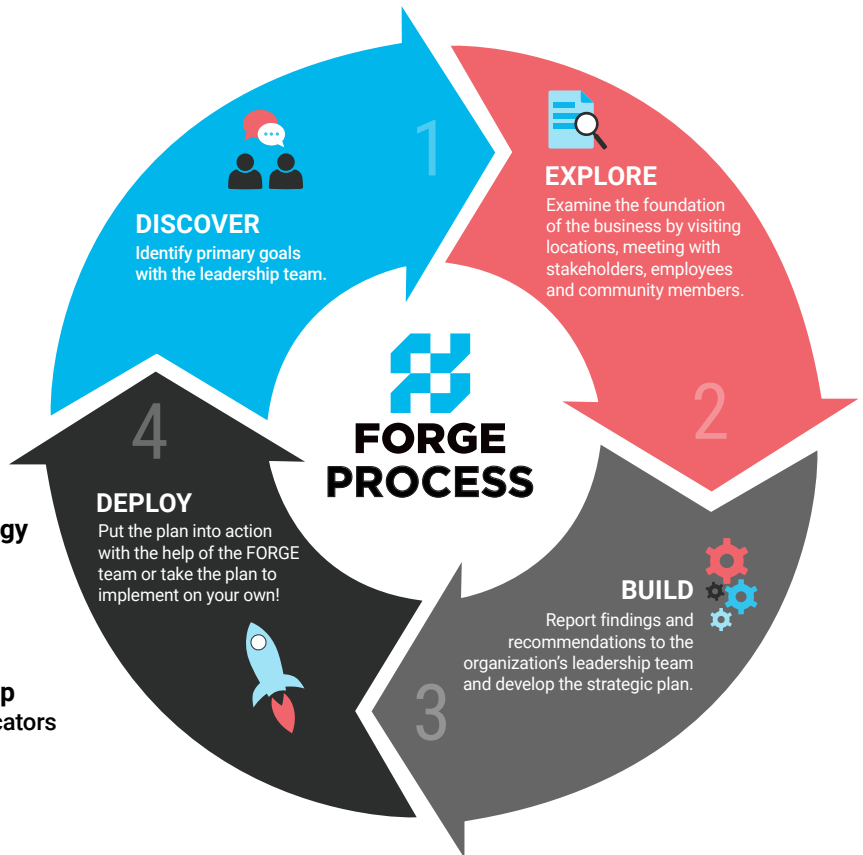 1
DISCOVER
Identify primary goals
with the leadership team.
2
EXPLORE
Examine the foundation
of the business by visiting
locations, meeting with
stakeholders, employees
and community members.
FORGE
PROCESS
3
BUILD
Report findings and
recommendations to the
organization's leadership team
and develop the strategic plan.
4
DEPLOY
Put the plan into action
with the help of the FORGE
team or take the plan to
implement on your own!